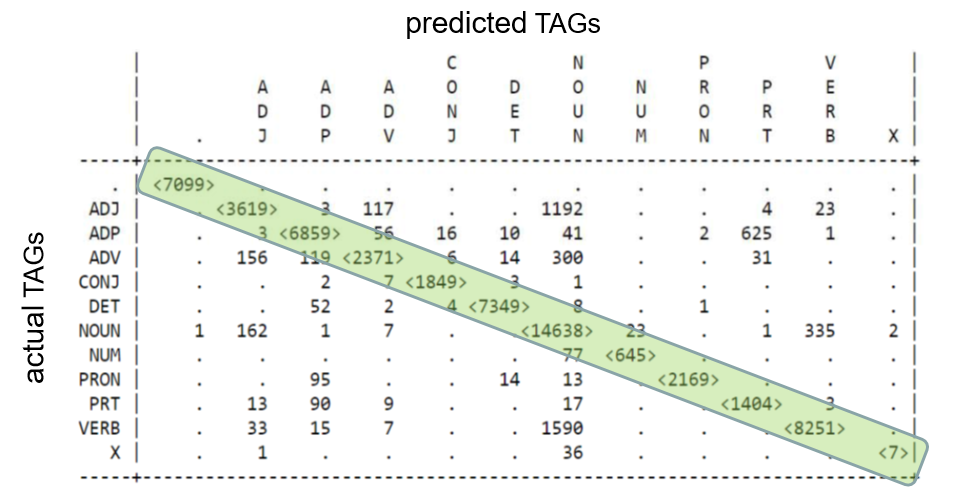 predicted TAGs
| C N P V |
| A A A O D O N R P E |
| D D D N E U U O R R |
| . J P V J T N M N T B X |
-----+------------------------------------------------------------+
. | <7099> . . . . . . . . . . . |
ADJ | . <3619> 3 117 . . 1192 . . 4 23 . |
ADP | . 3 <6859> 56 16 10 41 . 2 625 1 . |
ADV | . 156 119 <2371> 6 14 300 . . 31 . . |
CONJ | . . 2 7 <1849> 3 1 . . . . . |
DET | . . 52 2 4 <7349> 8 . 1 . . . |
NOUN | 1 162 1 7 . . <14638> 23 . 1 335 2 |
NUM | . . . . . . 77 <645> . . . . |
PRON | . . 95 . . 14 13 . <2169> . . . |
PRT | . 13 90 9 . . 17 . . <1404> 3 . |
VERB | . 33 15 7 . . 1590 . . . <8251> . |
X | . 1 . . . . 36 . . . . <7> |
-----+------------------------------------------------------------+
actual TAGs